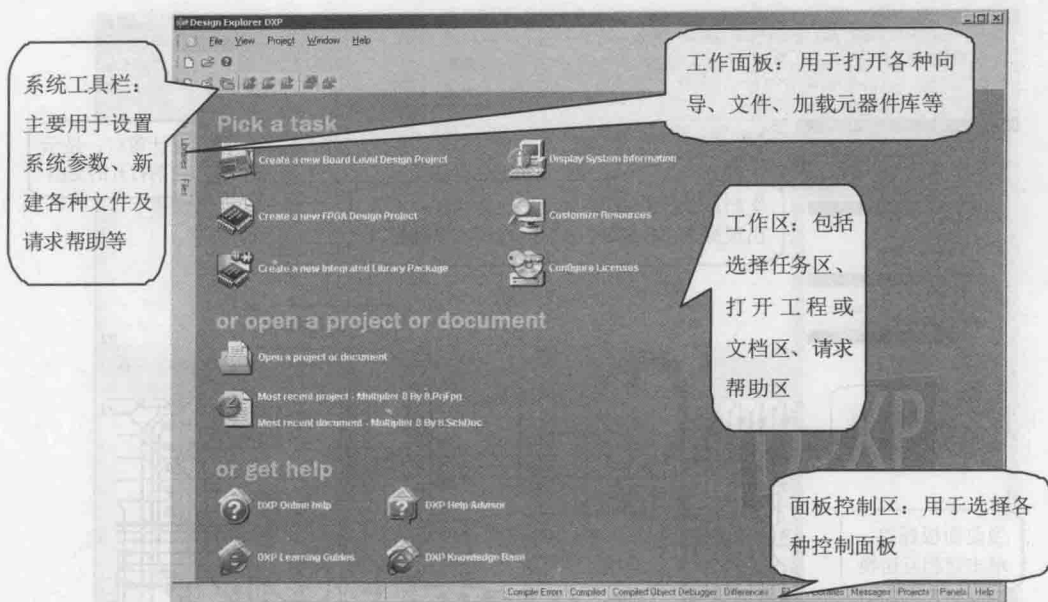 Design Explorer DXP
File View Project Window Help
系统工具栏：
主要用于设置
系统参数、新
建各种文件及
请求帮助等
工作面板：用于打开各种向
导、文件、加载元器件库等
Libraries
Files
Pick a task
Create a new Board Level Design Project
Display System Information
Create a new FPGA Design Project
Customize Resources
Create a new Integrated Library Package
Configure Licenses
工作区：包括
选择任务区、
打开工程或
文档区、请求
帮助区
or open a project or document
Open a project or document
Most recent project - Multiplier 8 By 8.PrjFpg
Most recent document - Multiplier 8 By 8.SchDoc
DXP
or get help
DXP Online help
DXP Help Advisor
DXP Learning Guides
DXP Knowledge Base
面板控制区：用于选择各
种控制面板
Compile Errors Compiled Compiled Object Debugger Differences Messages Projects Panels Help